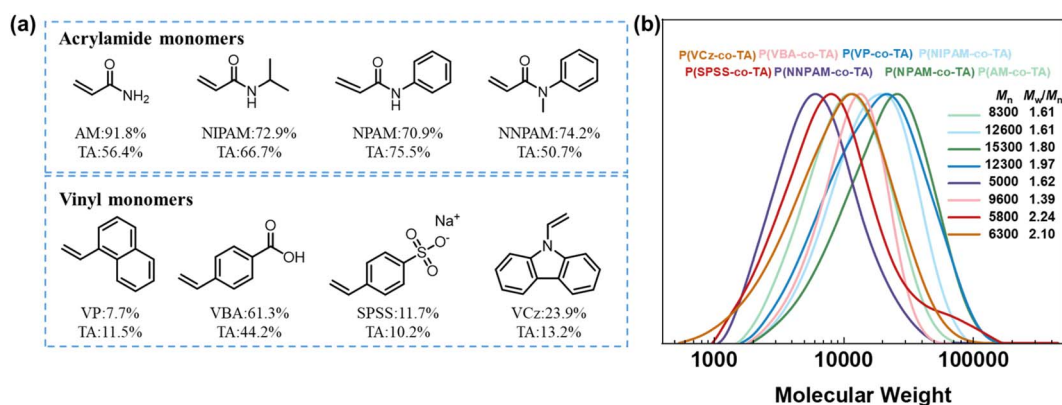 (a)
Acrylamide monomers
O
NH2
O
N
H
O
N
H
O
N
AM:91.8%
NIPAM:72.9%
NPAM:70.9%
NNPAM:74.2%
TA:56.4%
TA:66.7%
TA:75.5%
TA:50.7%
Vinyl monomers
O
OH
Na+
O-
S
O
O
N
VP:7.7%
VBA:61.3%
SPSS:11.7%
VCz:23.9%
TA:11.5%
TA:44.2%
TA:10.2%
TA:13.2%
(b)
P(VCz-co-TA) P(VBA-co-TA) P(VP-co-TA) P(NIPAM-co-TA)
P(SPSS-co-TA) P(NNPAM-co-TA) P(NPAM-co-TA) P(AM-co-TA)
Mn Mw/Mn
8300 1.61
12600 1.61
15300 1.80
12300 1.97
5000 1.62
9600 1.39
5800 2.24
6300 2.10
1000 10000 100000
Molecular Weight